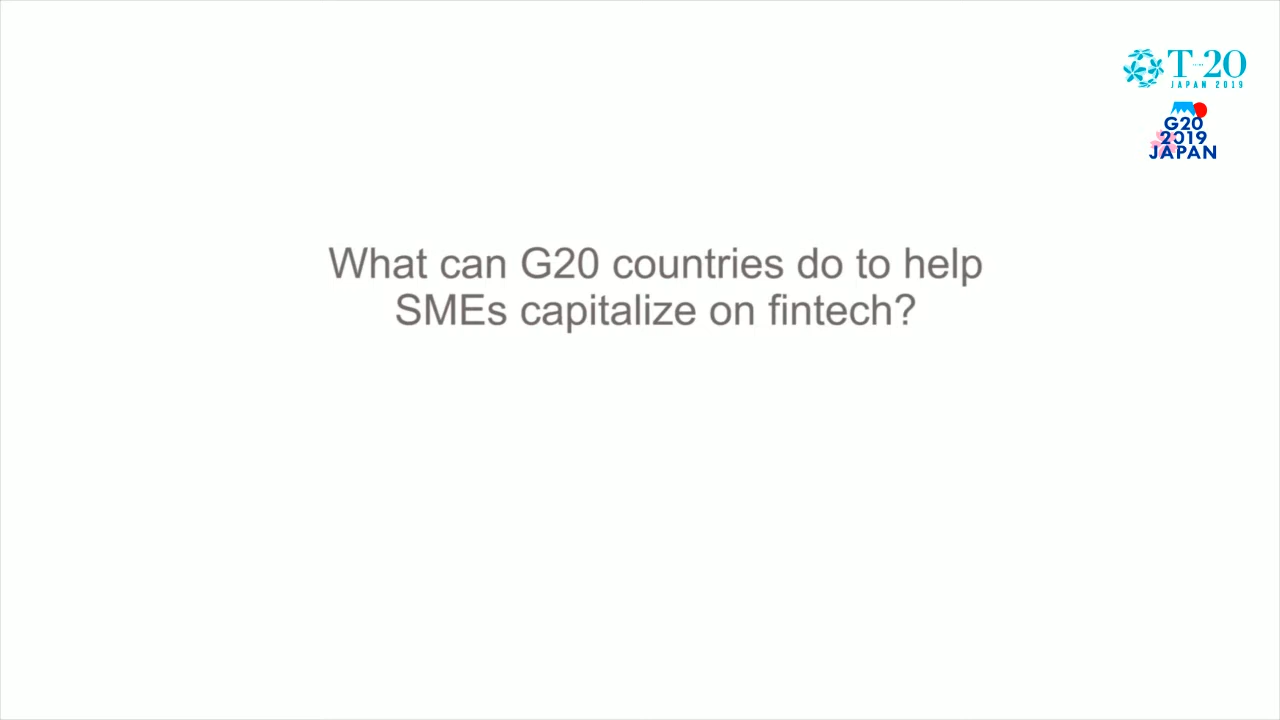 T20
JAPAN 2019
G20
2019
JAPAN
What can G20 countries do to help
SMEs capitalize on fintech?